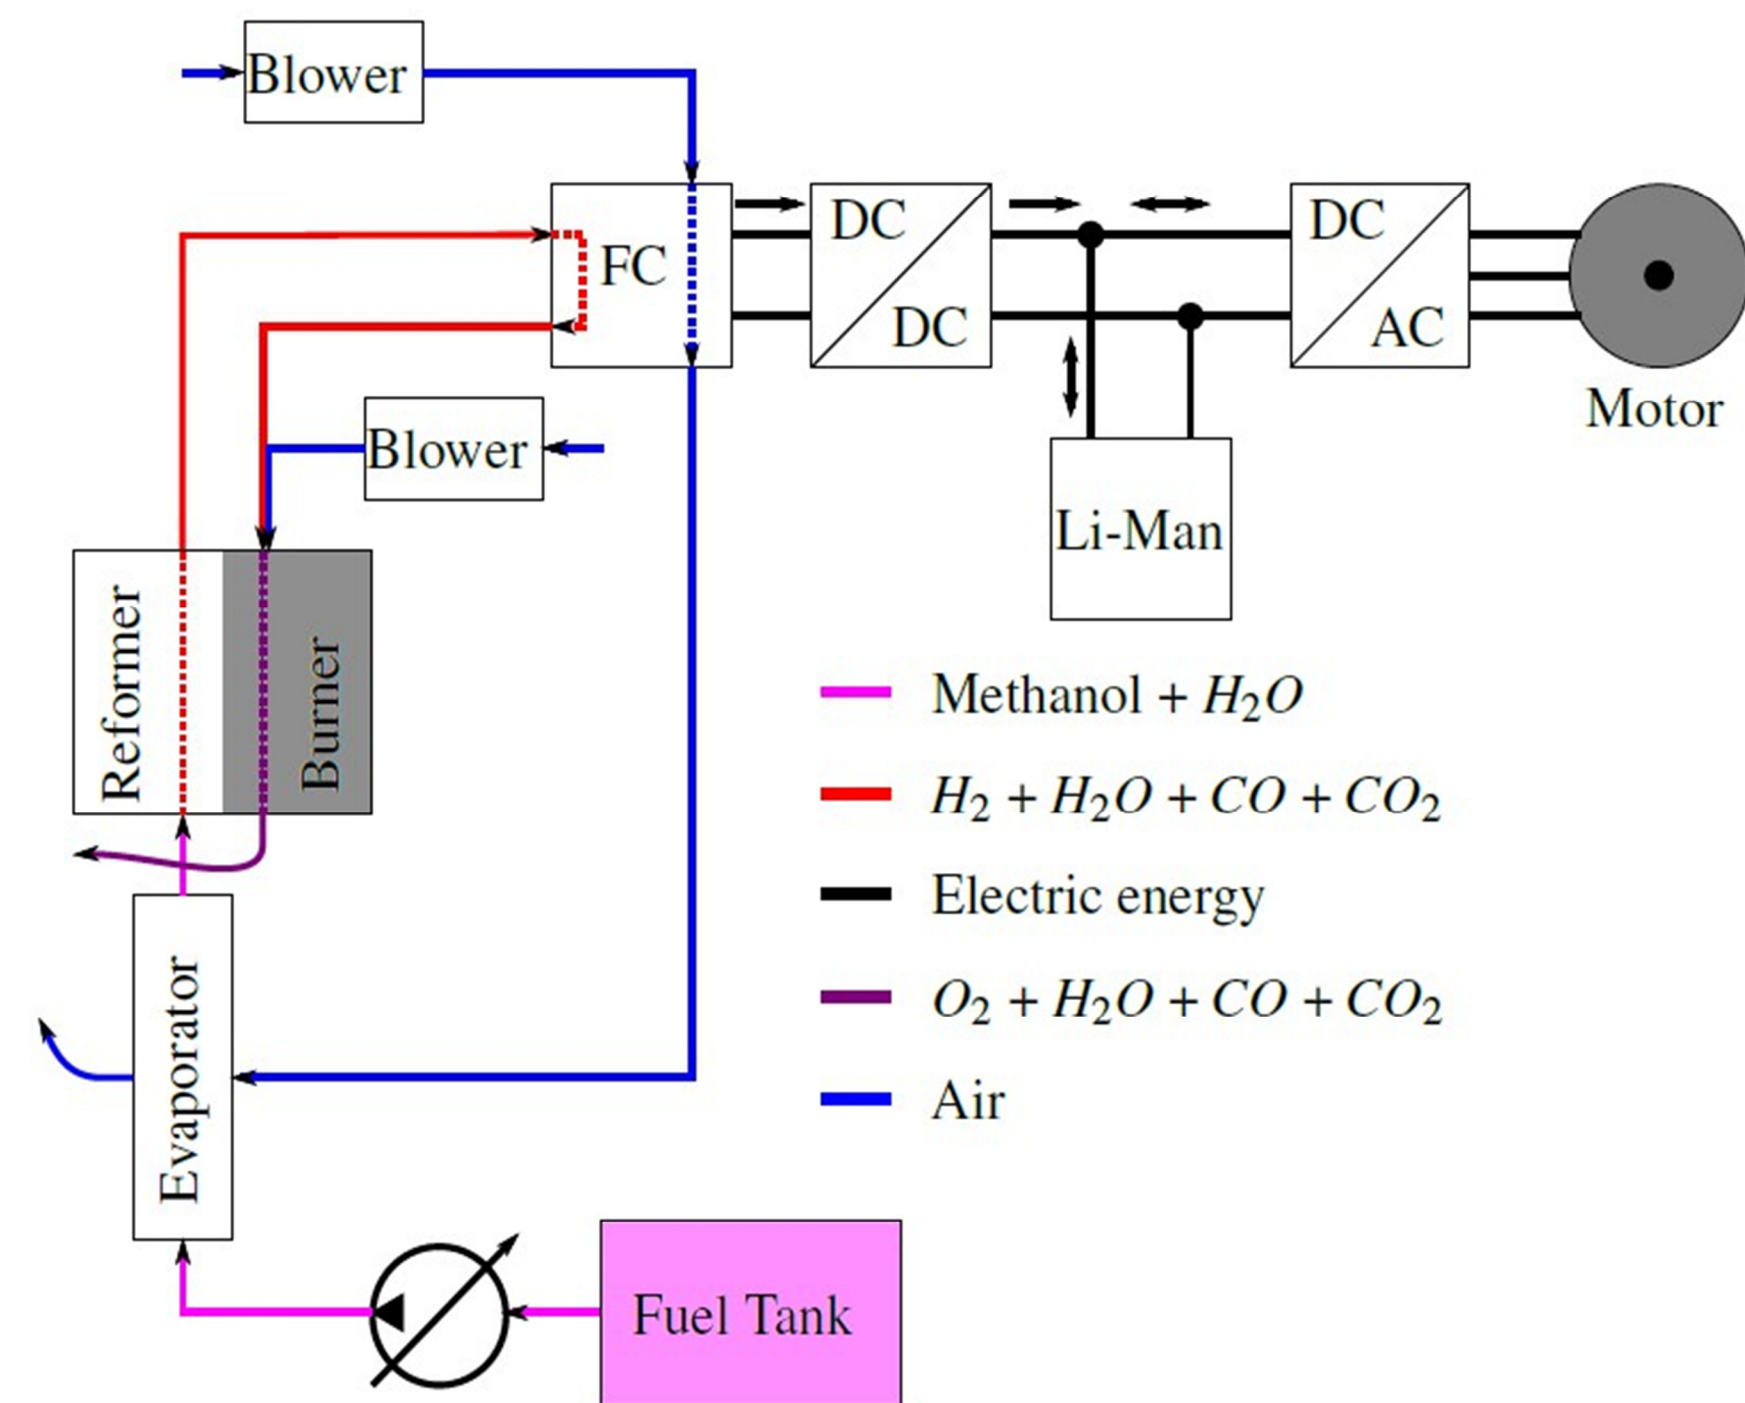 Blower
FC
DC
DC
DC
AC
Motor
Blower
Li-Man
Reformer
Burner
Methanol + H₂O
H₂ + H₂O + CO + CO₂
Electric energy
O₂ + H₂O + CO + CO₂
Air
Evaporator
Fuel Tank